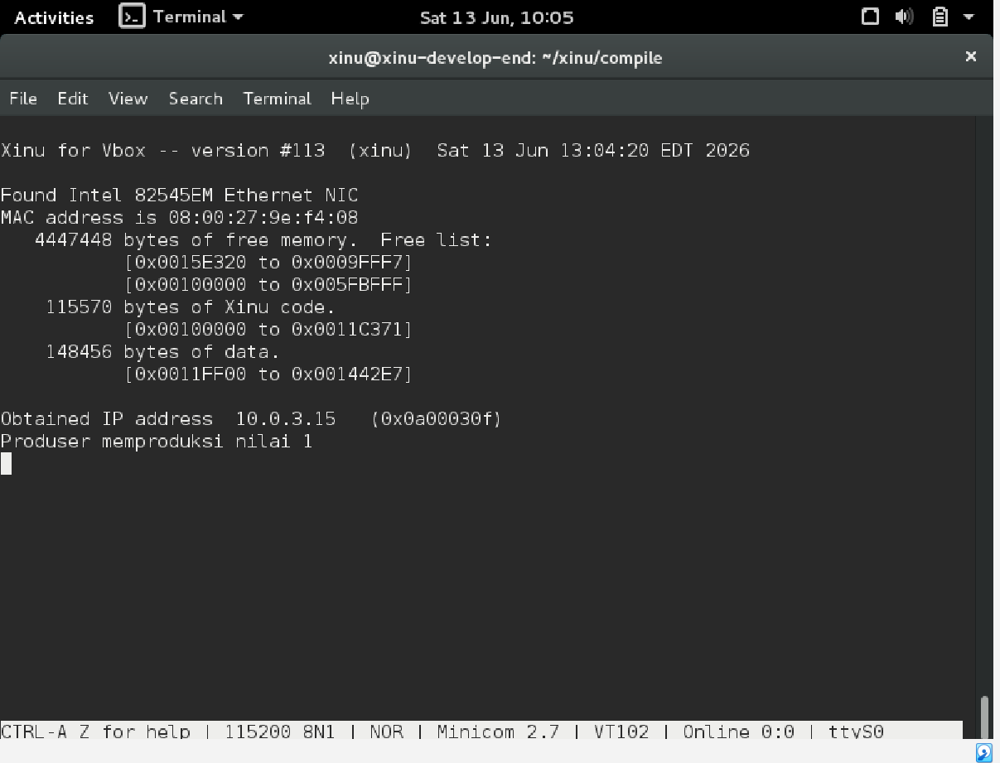 Activities Terminal Sat 13 Jun, 10:05
xinu@xinu-develop-end: ~/xinu/compile ×
File Edit View Search Terminal Help
Xinu for Vbox -- version #113 (xinu) Sat 13 Jun 13:04:20 EDT 2026
Found Intel 82545EM Ethernet NIC
MAC address is 08:00:27:9e:f4:08
4447448 bytes of free memory. Free list:
[0x0015E320 to 0x0009FFF7]
[0x00100000 to 0x005FBFFF]
115570 bytes of Xinu code.
[0x00100000 to 0x0011C371]
148456 bytes of data.
[0x0011FF00 to 0x001442E7]
Obtained IP address 10.0.3.15 (0x0a00030f)
Produser memproduksi nilai 1
CTRL-A Z for help | 115200 8N1 | NOR | Minicom 2.7 | VT102 | Online 0:0 | ttyS0